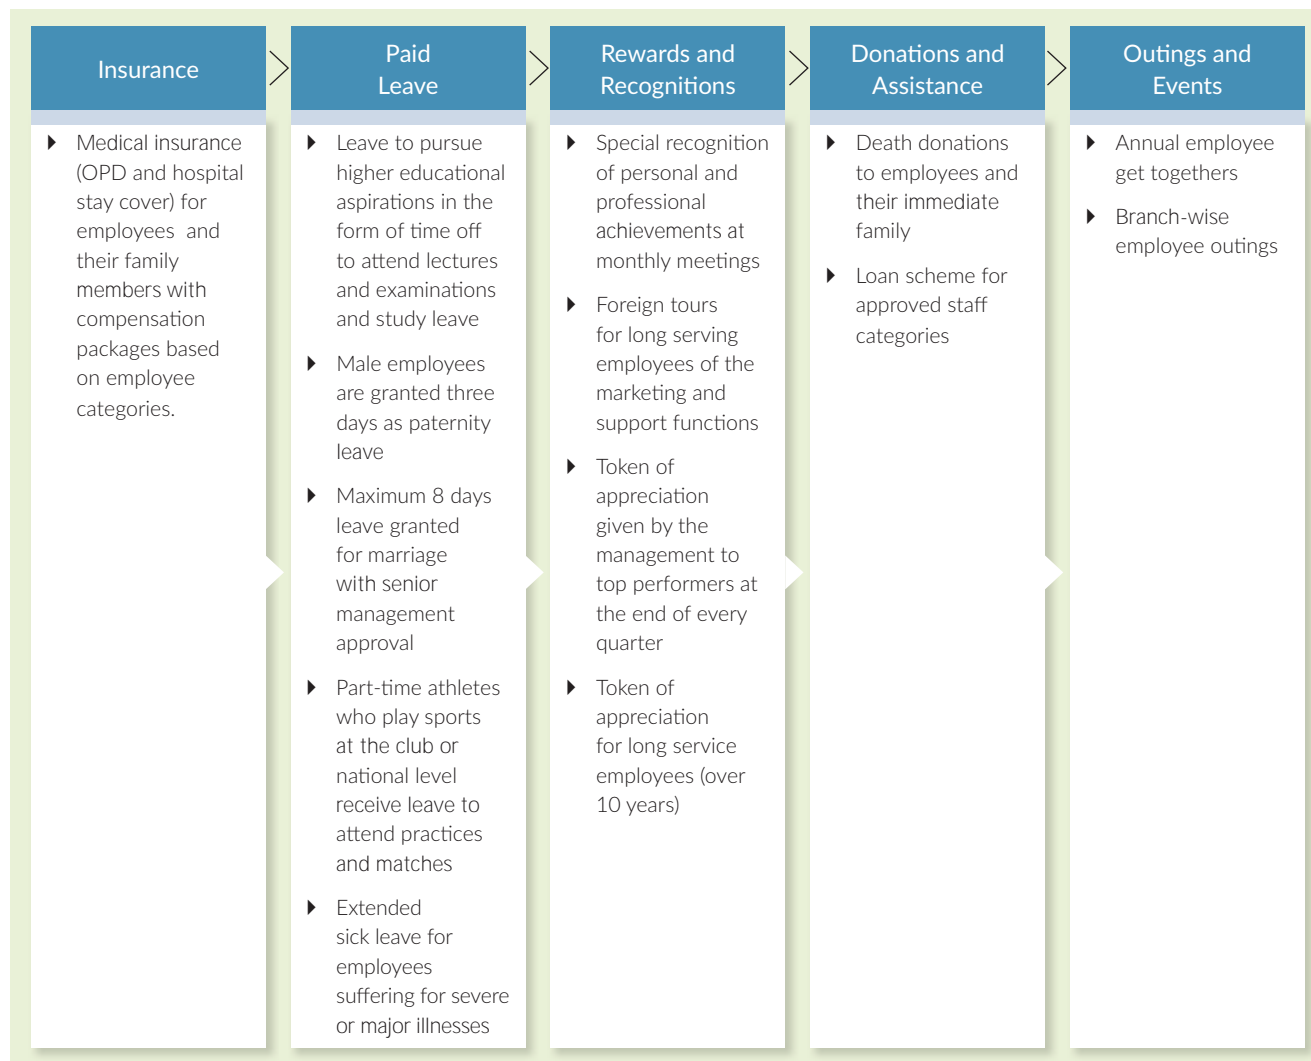 Insurance
Medical insurance
(OPD and hospital
stay cover) for
employees and
their family
members with
compensation
packages based
on employee
categories.
Paid
Leave
Leave to pursue
higher educational
aspirations in the
form of time off
to attend lectures
and examinations
and study leave
Male employees
are granted three
days as paternity
leave
Maximum 8 days
leave granted
for marriage
with senior
management
approval
Part-time athletes
who play sports
at the club or
national level
receive leave to
attend practices
and matches
Extended
sick leave for
employees
suffering for severe
or major illnesses
Rewards and
Recognitions
Special recognition
of personal and
professional
achievements at
monthly meetings
Foreign tours
for long serving
employees of the
marketing and
support functions
Token of
appreciation
given by the
management to
top performers at
the end of every
quarter
Token of
appreciation
for long service
employees (over
10 years)
Donations and
Assistance
Death donations
to employees and
their immediate
family
Loan scheme for
approved staff
categories
Outings and
Events
Annual employee
get togethers
Branch-wise
employee outings